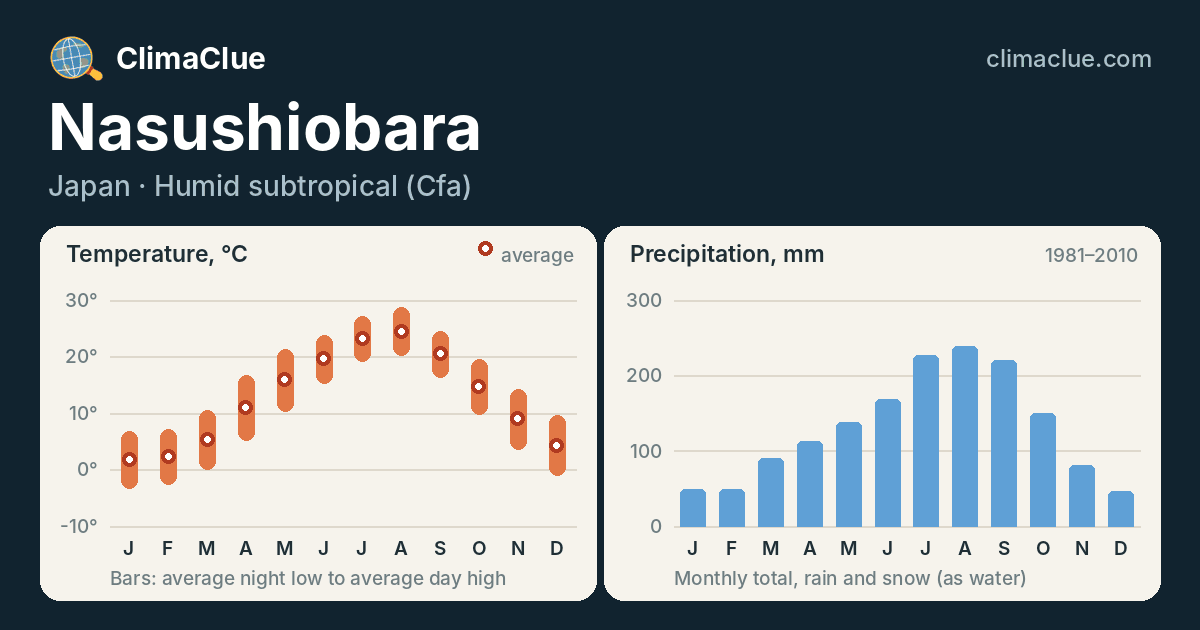 ClimaClue
climaclue.com
Nasushiobara
Japan · Humid subtropical (Cfa)
Temperature, °C
average
30°
20°
10°
0°
-10°
J F M A M J J A S O N D
Bars: average night low to average day high
Precipitation, mm
1981–2010
300
200
100
0
J F M A M J J A S O N D
Monthly total, rain and snow (as water)